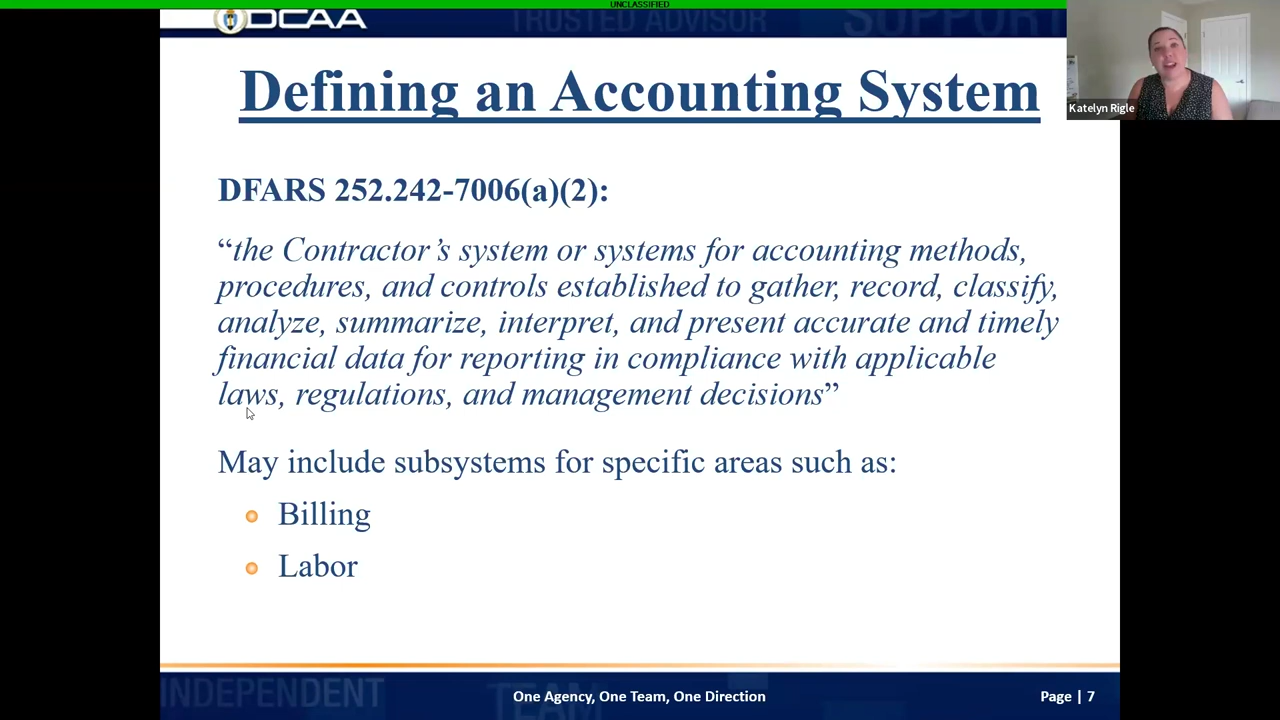 UNCLASSIFIED
DCAA
TRUSTED ADVISOR
SUPPORT
Katelyn Rigle
Defining an Accounting System
DFARS 252.242-7006(a)(2):
“the Contractor’s system or systems for accounting methods,
procedures, and controls established to gather, record, classify,
analyze, summarize, interpret, and present accurate and timely
financial data for reporting in compliance with applicable
laws, regulations, and management decisions”
May include subsystems for specific areas such as:
Billing
Labor
INDEPENDENT
TEAM
One Agency, One Team, One Direction
Page | 7